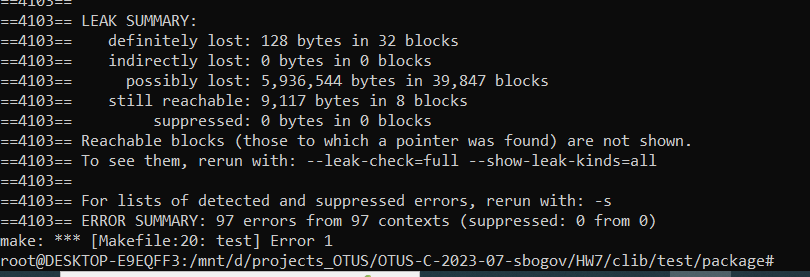 ==4103==
==4103== LEAK SUMMARY:
==4103==    definitely lost: 128 bytes in 32 blocks
==4103==    indirectly lost: 0 bytes in 0 blocks
==4103==      possibly lost: 5,936,544 bytes in 39,847 blocks
==4103==    still reachable: 9,117 bytes in 8 blocks
==4103==         suppressed: 0 bytes in 0 blocks
==4103== Reachable blocks (those to which a pointer was found) are not shown.
==4103== To see them, rerun with: --leak-check=full --show-leak-kinds=all
==4103==
==4103== For lists of detected and suppressed errors, rerun with: -s
==4103== ERROR SUMMARY: 97 errors from 97 contexts (suppressed: 0 from 0)
make: *** [Makefile:20: test] Error 1
root@DESKTOP-E9EQFF3:/mnt/d/projects_OTUS/OTUS-C-2023-07-sbogov/HW7/clib/test/package#